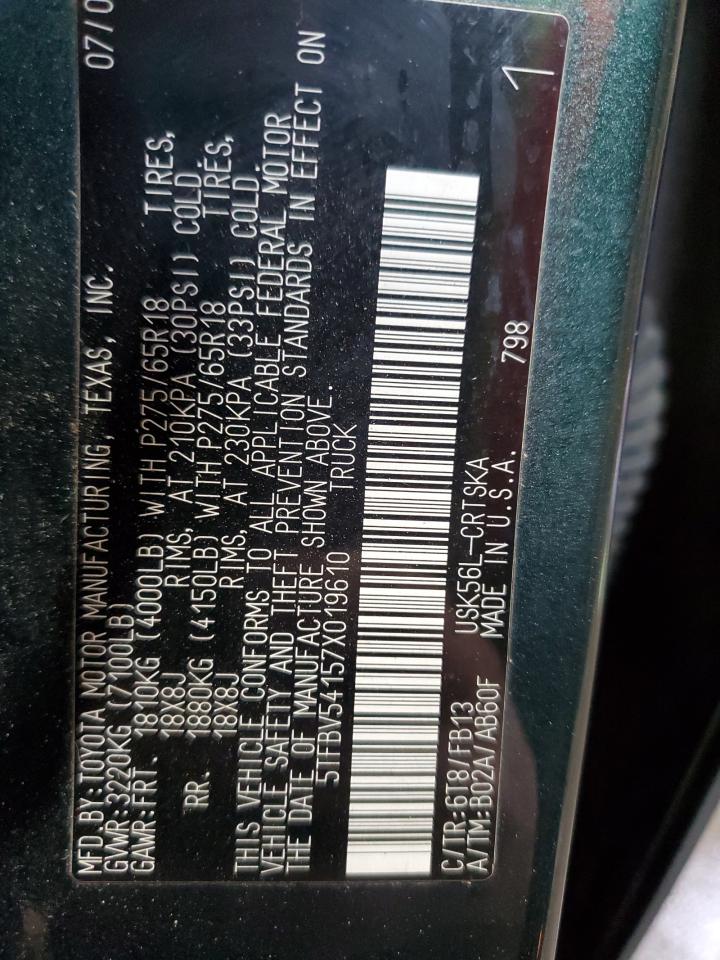 MFD.BY:TOYOTA MOTOR MANUFACTURING, TEXAS, INC. 07/0
GWR:3220KG (7100LB)
GAWR:FRT. 1810KG (4000LB) WITH P275/65R18 TIRES,
18X8J RIMS, AT 210KPA (30PSI) COLD
RR. 1880KG (4150LB) WITH P275/65R18 TIRES,
18X8J RIMS, AT 230KPA (33PSI) COLD.
THIS VEHICLE CONFORMS TO ALL APPLICABLE FEDERAL MOTOR
VEHICLE SAFETY AND THEFT PREVENTION STANDARDS IN EFFECT ON
THE DATE OF MANUFACTURE SHOWN ABOVE.
5TFBV54157X019610 TRUCK
C/TR:6T8/FB13 USK56L-CRTSKA
A/TM:B02A/AB60F MADE IN U.S.A. 798 1